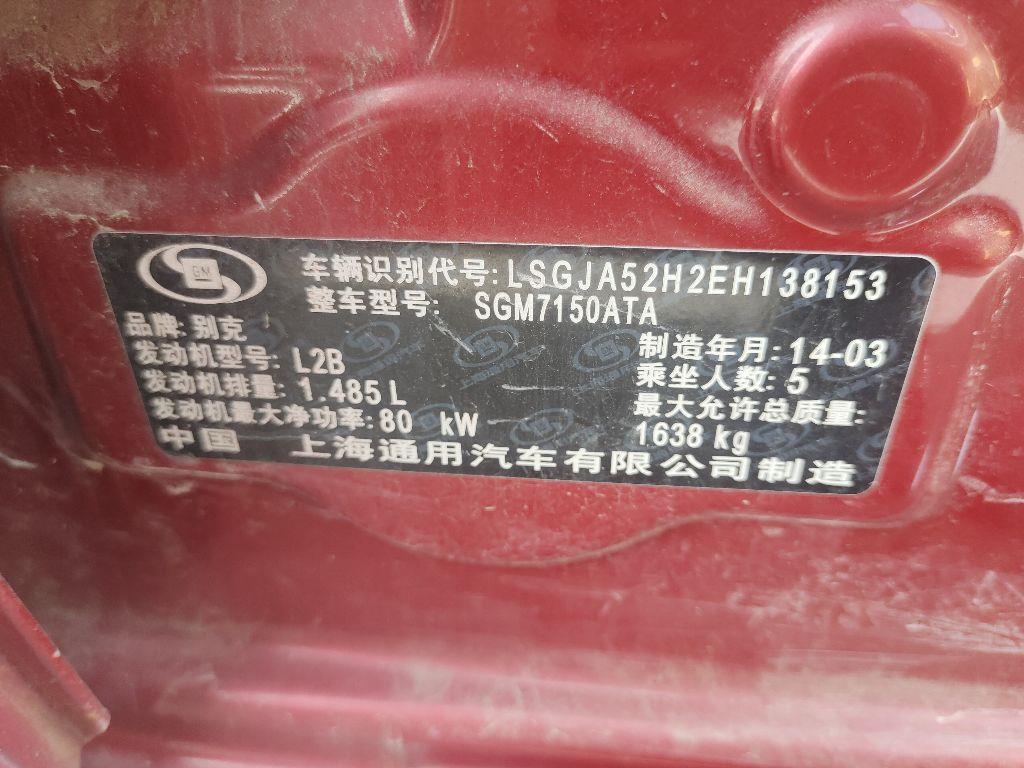 GM
车辆识别代号:LSGJA52H2EH138153
整车型号: SGM7150ATA
品牌:别克
发动机型号: L2B
制造年月:14-03
发动机排量: 1.485 L
乘坐人数:5
发动机最大净功率:80 kW
最大允许总质量:
1638 kg
中国 上海通用汽车有限公司制造